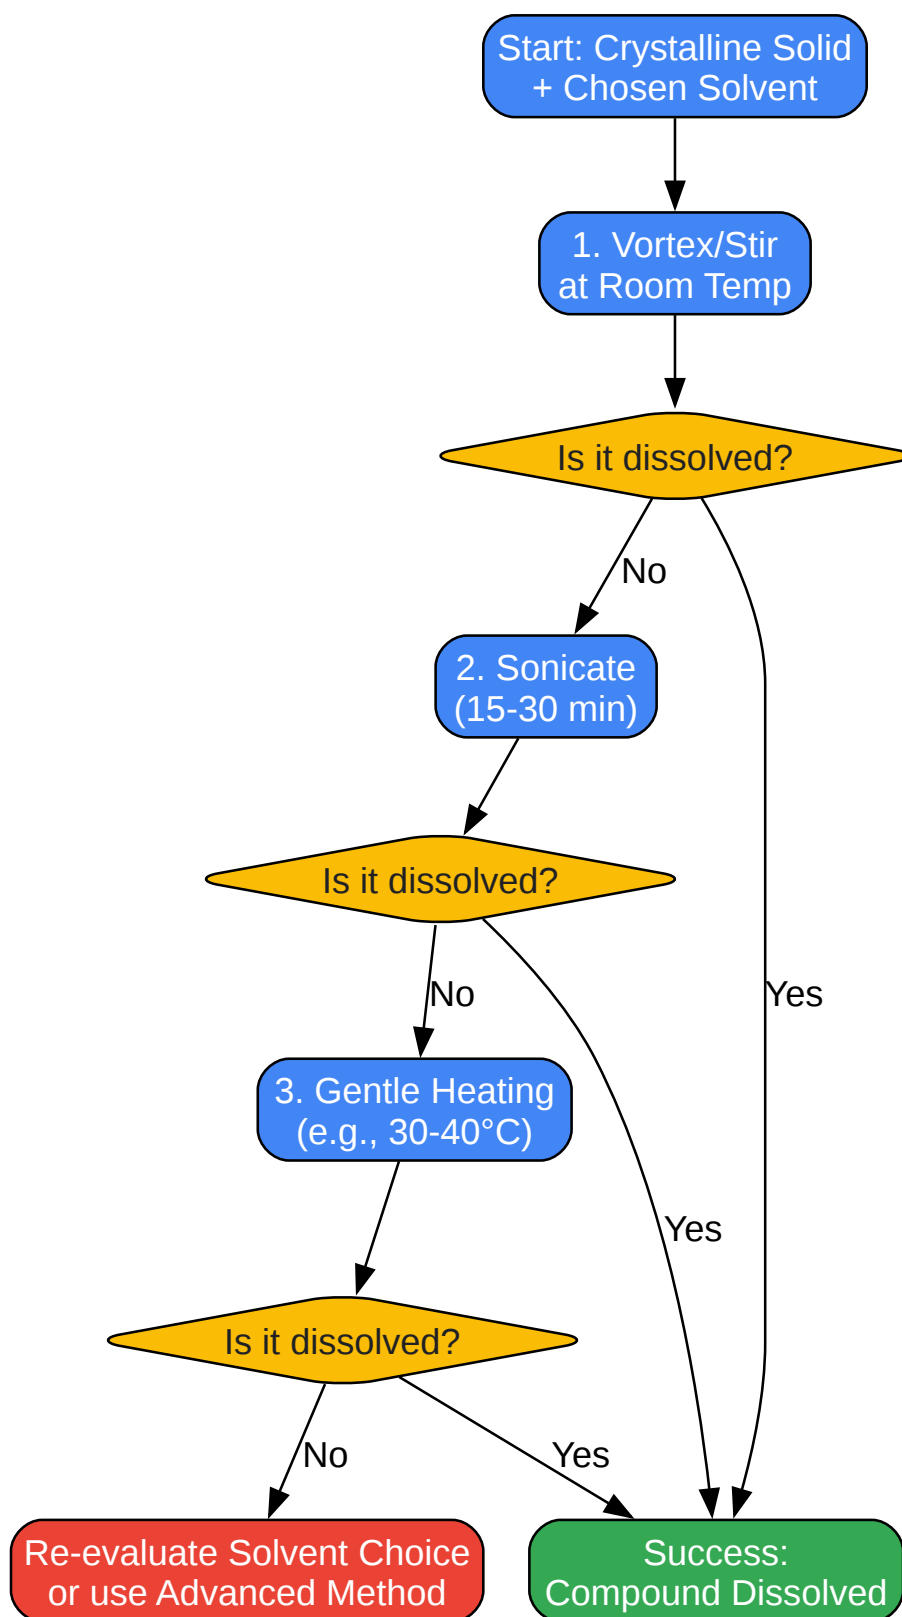 Start: Crystalline Solid
+ Chosen Solvent
1. Vortex/Stir
at Room Temp
Is it dissolved?
No
2. Sonicate
(15-30 min)
Is it dissolved?
No
Yes
3. Gentle Heating
(e.g., 30-40°C)
Yes
Is it dissolved?
No
Yes
Re-evaluate Solvent Choice
or use Advanced Method
Success:
Compound Dissolved